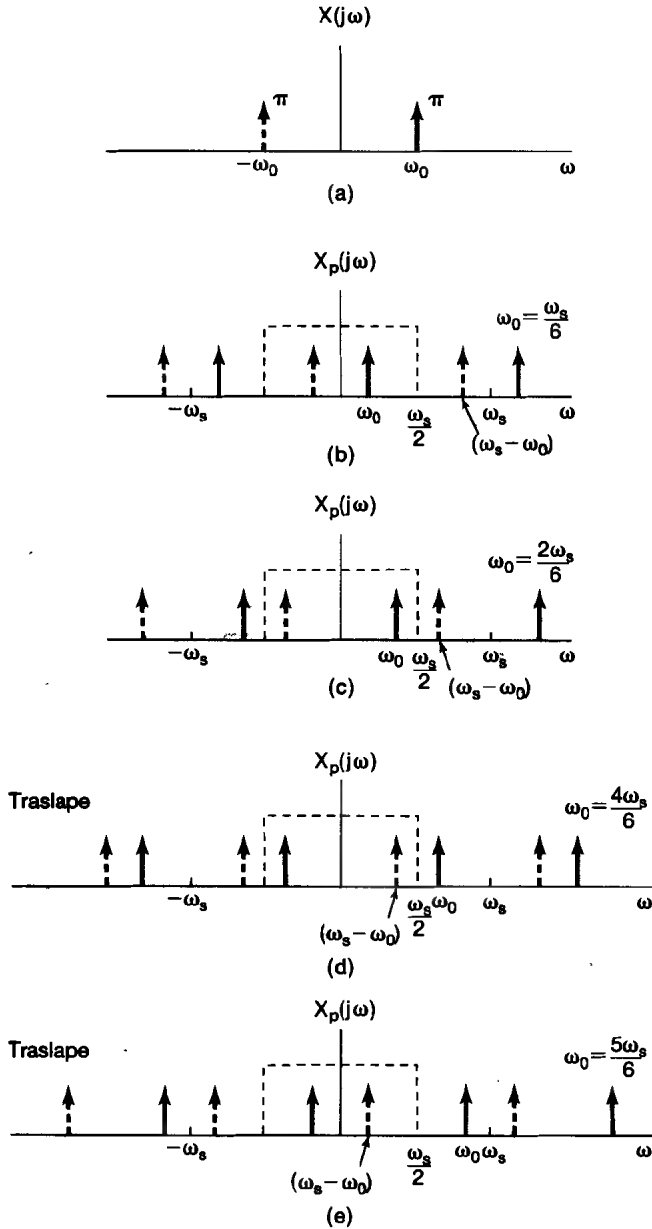 X(jω)
π π
−ω₀ ω₀ ω
(a)
Xₚ(jω)
ω₀ = ωₛ/6
−ωₛ ω₀ ωₛ/2 ωₛ ω
(ωₛ − ω₀)
(b)
Xₚ(jω)
ω₀ = 2ωₛ/6
−ωₛ ω₀ ωₛ/2 ωₛ ω
(ωₛ − ω₀)
(c)
Xₚ(jω)
Traslape
ω₀ = 4ωₛ/6
−ωₛ ωₛ/2 ω₀ ωₛ ω
(ωₛ − ω₀)
(d)
Xₚ(jω)
Traslape
ω₀ = 5ωₛ/6
−ωₛ ωₛ/2 ω₀ ωₛ ω
(ωₛ − ω₀)
(e)